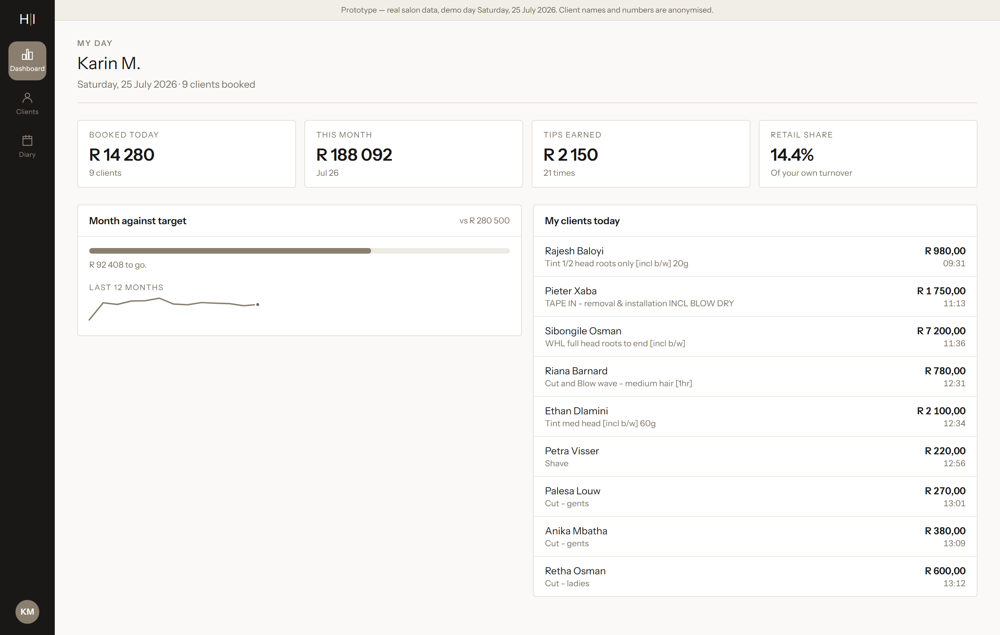 H|I
Prototype — real salon data, demo day Saturday, 25 July 2026. Client names and numbers are anonymised.
Dashboard
Clients
Diary
KM
MY DAY
Karin M.
Saturday, 25 July 2026 · 9 clients booked
BOOKED TODAY
R 14 280
9 clients
THIS MONTH
R 188 092
Jul 26
TIPS EARNED
R 2 150
21 times
RETAIL SHARE
14.4%
Of your own turnover
Month against target
vs R 280 500
R 92 408 to go.
LAST 12 MONTHS
My clients today
Rajesh Baloyi
R 980,00
Tint 1/2 head roots only [incl b/w] 20g
09:31
Pieter Xaba
R 1 750,00
TAPE IN - removal & installation INCL BLOW DRY
11:13
Sibongile Osman
R 7 200,00
WHL full head roots to end [incl b/w]
11:36
Riana Barnard
R 780,00
Cut and Blow wave - medium hair [1hr]
12:31
Ethan Dlamini
R 2 100,00
Tint med head [incl b/w] 60g
12:34
Petra Visser
R 220,00
Shave
12:56
Palesa Louw
R 270,00
Cut - gents
13:01
Anika Mbatha
R 380,00
Cut - gents
13:09
Retha Osman
R 600,00
Cut - ladies
13:12